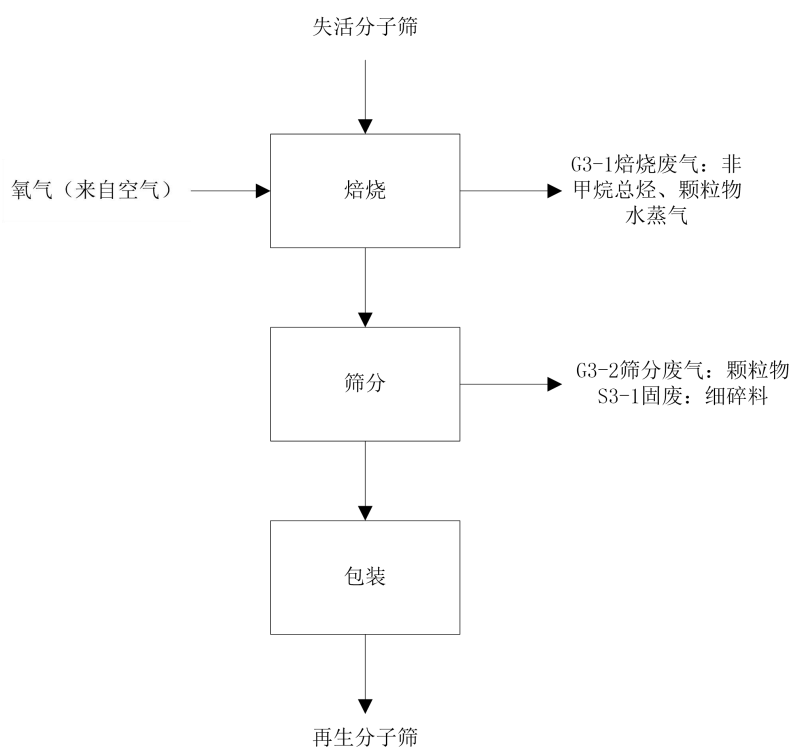 失活分子筛
氧气（来自空气）
焙烧
G3-1焙烧废气：非
甲烷总烃、颗粒物
水蒸气
筛分
G3-2筛分废气：颗粒物
S3-1固废：细碎料
包装
再生分子筛